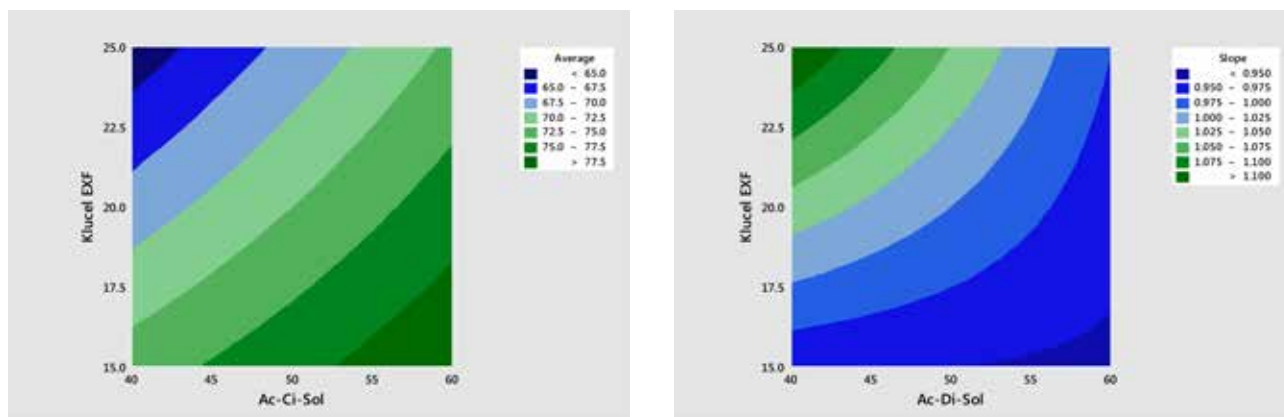 Klucel EXF
25.0
22.5
20.0
17.5
15.0
40 45 50 55 60
Ac-Ci-Sol
Average
< 65.0
65.0 – 67.5
67.5 – 70.0
70.0 – 72.5
72.5 – 75.0
75.0 – 77.5
> 77.5
Klucel EXF
25.0
22.5
20.0
17.5
15.0
40 45 50 55 60
Ac-Di-Sol
Slope
< 0.950
0.950 – 0.975
0.975 – 1.000
1.000 – 1.025
1.025 – 1.050
1.050 – 1.075
1.075 – 1.100
> 1.100